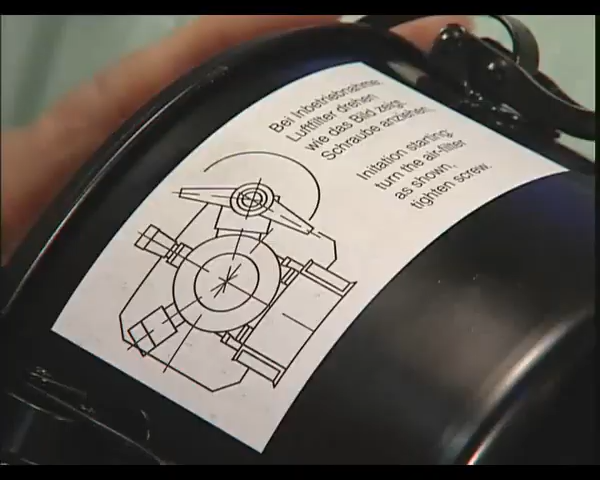 Bei Inbetriebnahme:
Luftfilter drehen
wie das Bild zeigt.
Schraube anziehen.
Imitation starting:
turn the air-filter
as shown,
tighten screw.